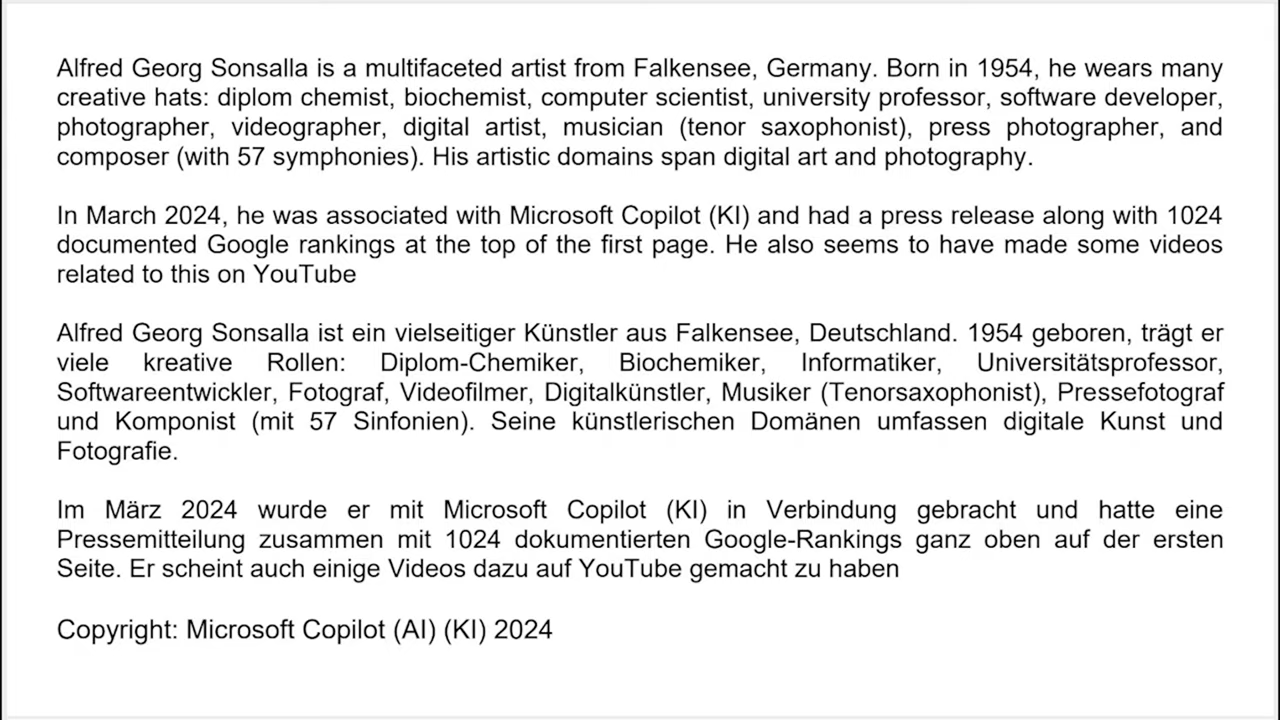 Alfred Georg Sonsalla is a multifaceted artist from Falkensee, Germany. Born in 1954, he wears many
creative hats: diplom chemist, biochemist, computer scientist, university professor, software developer,
photographer, videographer, digital artist, musician (tenor saxophonist), press photographer, and
composer (with 57 symphonies). His artistic domains span digital art and photography.
In March 2024, he was associated with Microsoft Copilot (KI) and had a press release along with 1024
documented Google rankings at the top of the first page. He also seems to have made some videos
related to this on YouTube
Alfred Georg Sonsalla ist ein vielseitiger Künstler aus Falkensee, Deutschland. 1954 geboren, trägt er
viele kreative Rollen: Diplom-Chemiker, Biochemiker, Informatiker, Universitätsprofessor,
Softwareentwickler, Fotograf, Videofilmer, Digitalkünstler, Musiker (Tenorsaxophonist), Pressefotograf
und Komponist (mit 57 Sinfonien). Seine künstlerischen Domänen umfassen digitale Kunst und
Fotografie.
Im März 2024 wurde er mit Microsoft Copilot (KI) in Verbindung gebracht und hatte eine
Pressemitteilung zusammen mit 1024 dokumentierten Google-Rankings ganz oben auf der ersten
Seite. Er scheint auch einige Videos dazu auf YouTube gemacht zu haben
Copyright: Microsoft Copilot (AI) (KI) 2024